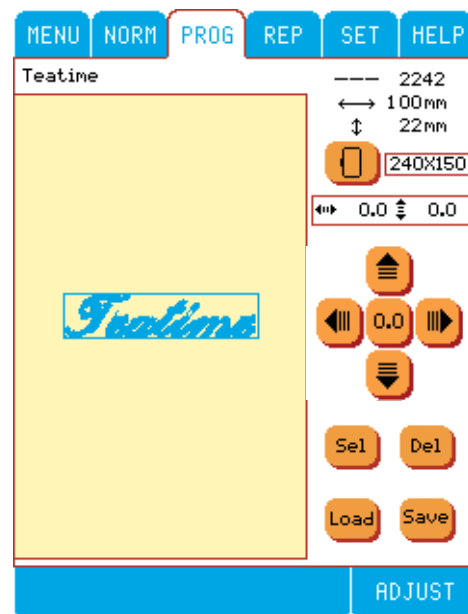 MENU NORM PROG REP SET HELP
Teatime
--- 2242
↔ 100mm
↕ 22mm
240X150
0.0 0.0
0.0
Teatime
Sel Del
Load Save
ADJUST